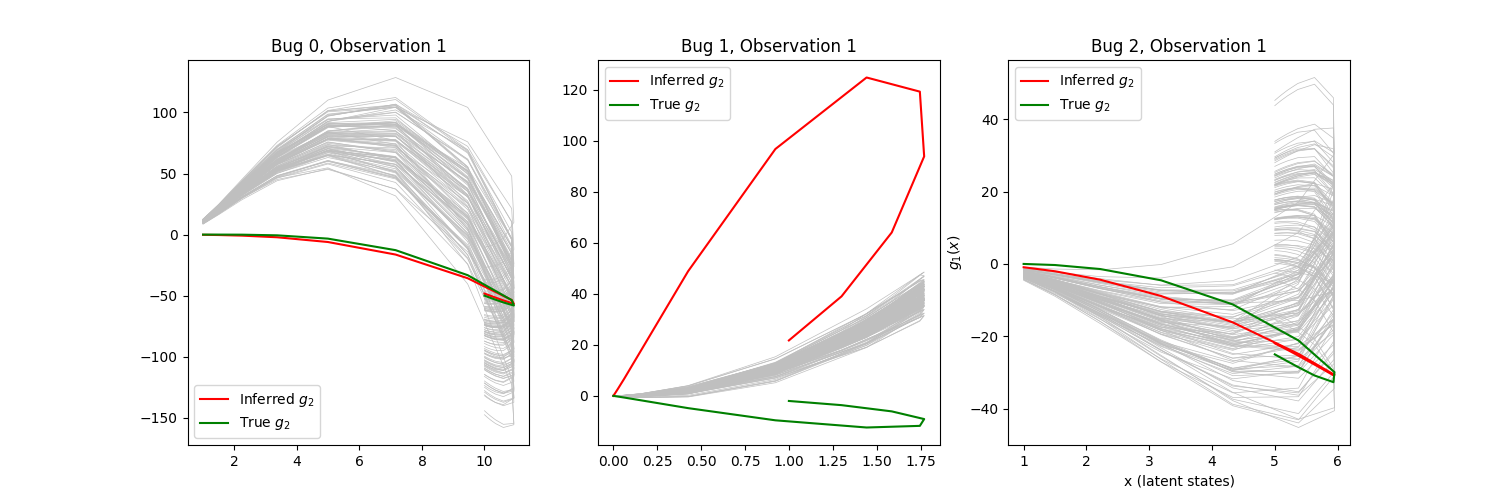 Bug 0, Observation 1
100
50
0
−50
−100
−150
2 4 6 8 10
Inferred g₂
True g₂
Bug 1, Observation 1
Inferred g₂
True g₂
120
100
80
60
40
20
0
0.00 0.25 0.50 0.75 1.00 1.25 1.50 1.75
Bug 2, Observation 1
Inferred g₂
True g₂
g₁(x)
40
20
0
−20
−40
1 2 3 4 5 6
x (latent states)